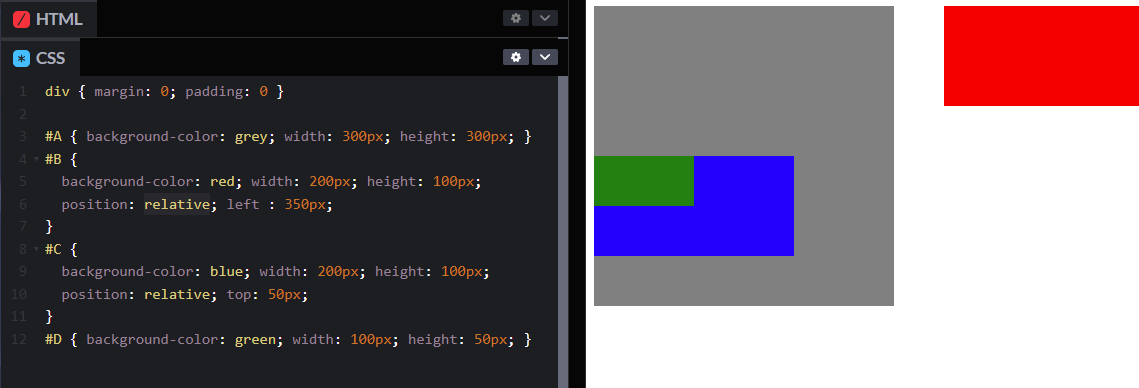 HTML
CSS
1 div { margin: 0; padding: 0 }
2
3 #A { background-color: grey; width: 300px; height: 300px; }
4 #B {
5 background-color: red; width: 200px; height: 100px;
6 position: relative; left : 350px;
7 }
8 #C {
9 background-color: blue; width: 200px; height: 100px;
10 position: relative; top: 50px;
11 }
12 #D { background-color: green; width: 100px; height: 50px; }